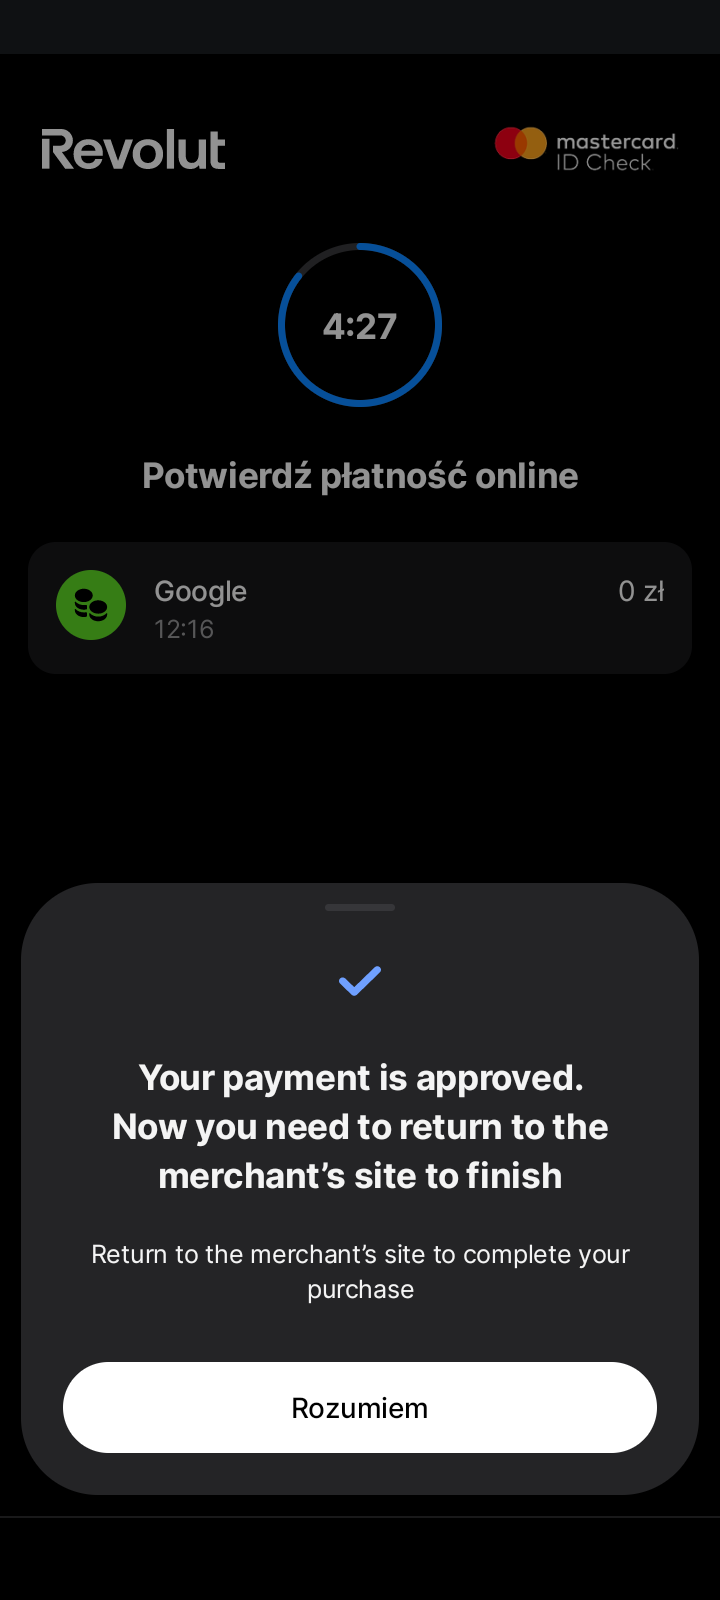 Revolut
mastercard
ID Check
4:27
Potwierdź płatność online
Google
0 zł
12:16
Your payment is approved.
Now you need to return to the
merchant’s site to finish
Return to the merchant’s site to complete your
purchase
Rozumiem